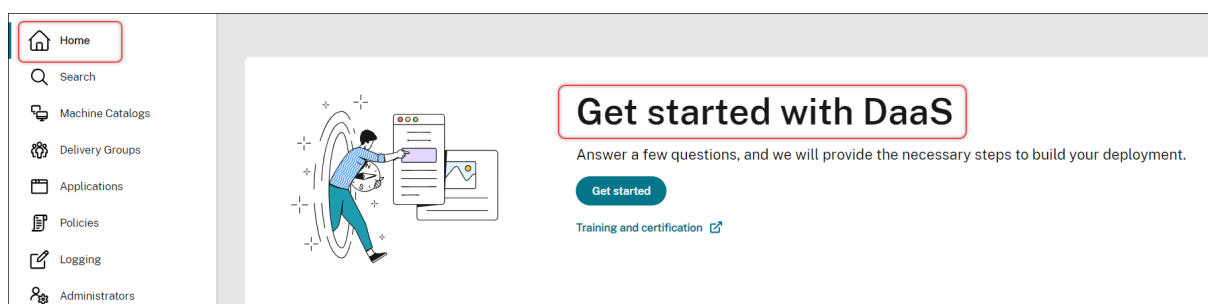 Home
Search
Machine Catalogs
Delivery Groups
Applications
Policies
Logging
Administrators
Get started with DaaS
Answer a few questions, and we will provide the necessary steps to build your deployment.
Get started
Training and certification